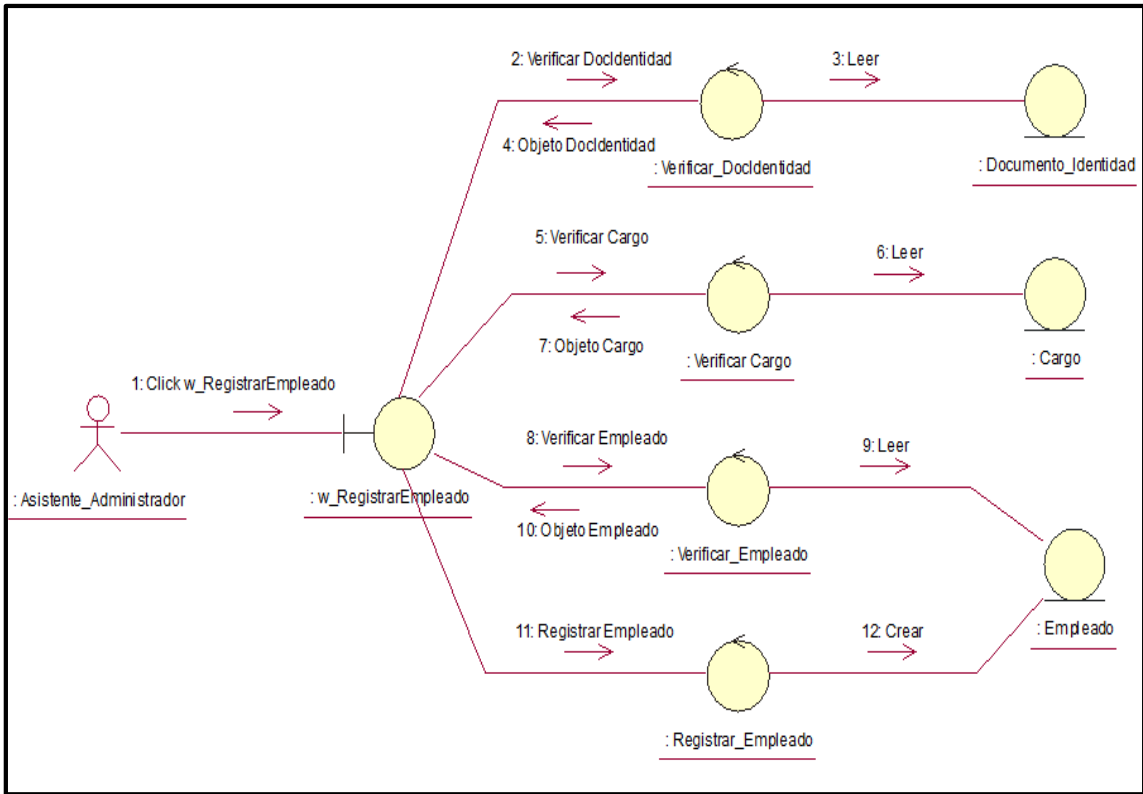 2: Verificar DocIdentidad
3: Leer
4: Objeto DocIdentidad
: Verificar_DocIdentidad
: Documento_Identidad
5: Verificar Cargo
6: Leer
7: Objeto Cargo
: Verificar Cargo
: Cargo
1: Click w_RegistrarEmpleado
: Asistente_Administrador
: w_RegistrarEmpleado
8: Verificar Empleado
9: Leer
10: Objeto Empleado
: Verificar_Empleado
: Empleado
11: Registrar Empleado
12: Crear
: Registrar_Empleado